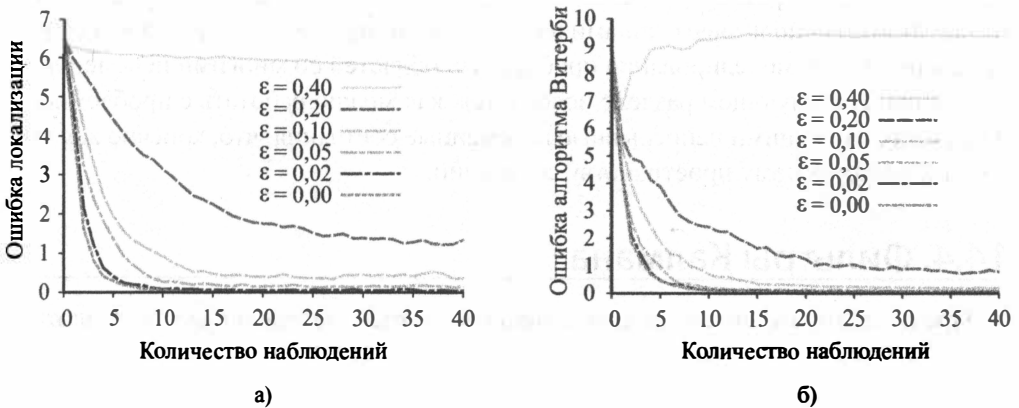 Ошибка локализации
7
6
5
4
3
2
1
0
ε = 0,40
ε = 0,20
ε = 0,10
ε = 0,05
ε = 0,02
ε = 0,00
0 5 10 15 20 25 30 35 40
Количество наблюдений
а)
Ошибка алгоритма Витерби
10
9
8
7
6
5
4
3
2
1
0
ε = 0,40
ε = 0,20
ε = 0,10
ε = 0,05
ε = 0,02
ε = 0,00
0 5 10 15 20 25 30 35 40
Количество наблюдений
б)